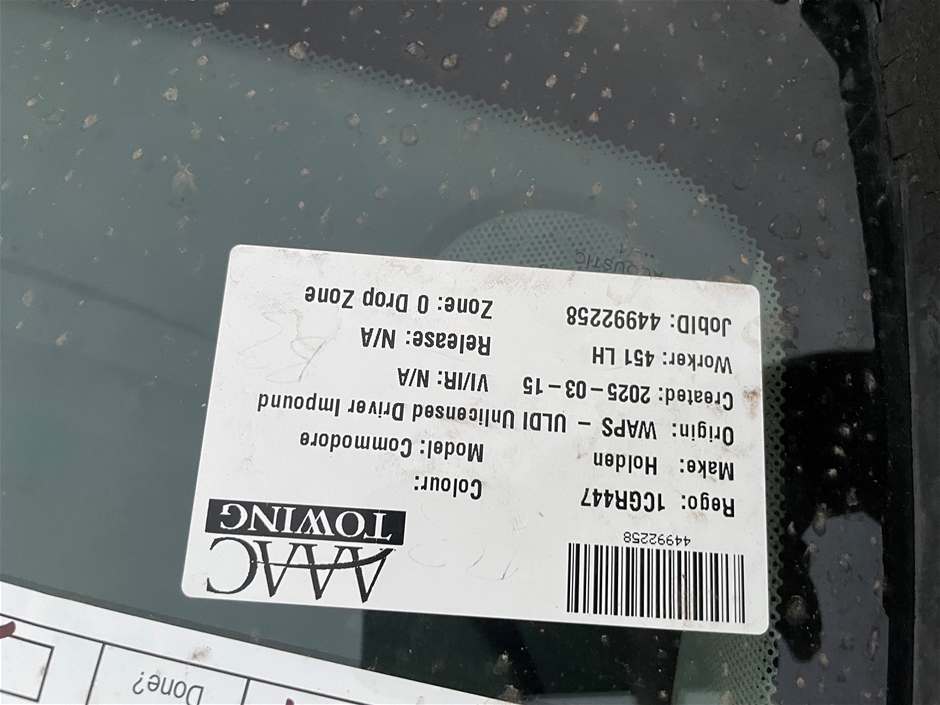 44992258
AAAC
TOWING
Rego: 1CGR447 Colour:
Make: Holden Model: Commodore
Origin: WAPS - ULDI Unlicensed Driver Impound
Created: 2025-03-15 VI/IR: N/A
Worker: 451 LH Release: N/A
JobID: 44992258 Zone: 0 Drop Zone
ACOUSTIC
Done?